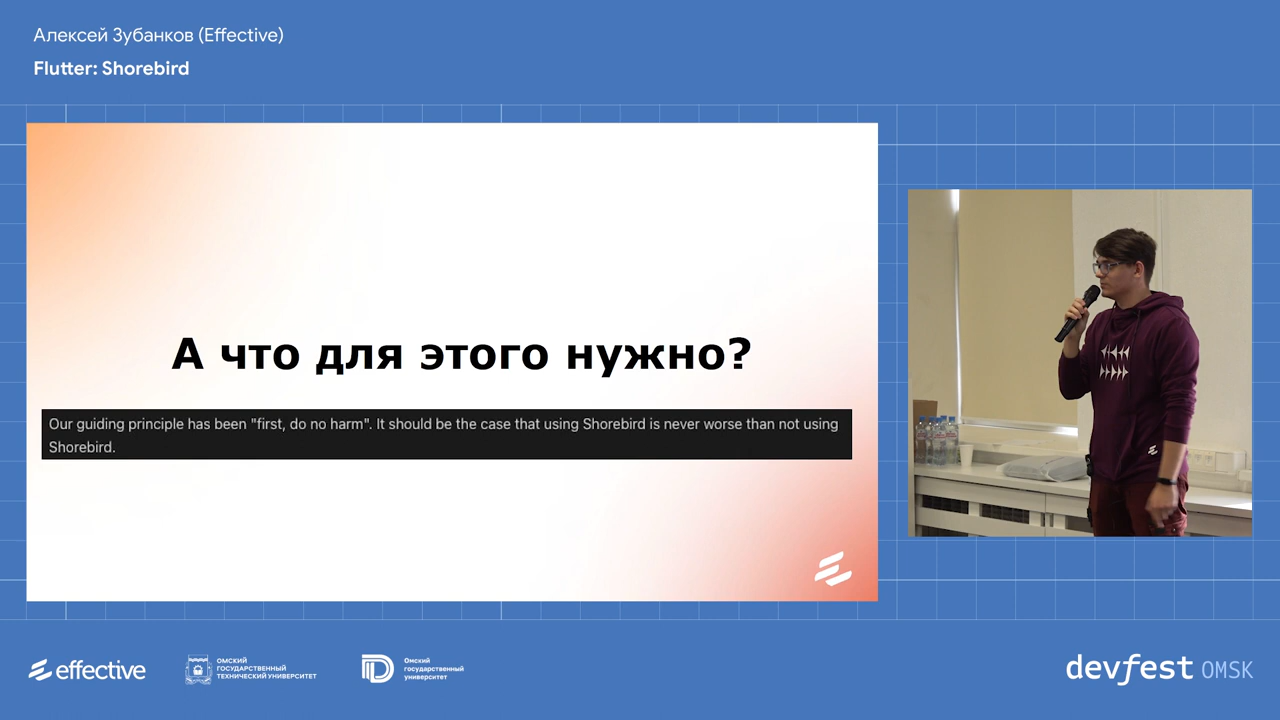 Алексей Зубанков (Effective)
Flutter: Shorebird
А что для этого нужно?
Our guiding principle has been "first, do no harm". It should be the case that using Shorebird is never worse than not using
Shorebird.
effective
ОМСКИЙ
ГОСУДАРСТВЕННЫЙ
ТЕХНИЧЕСКИЙ УНИВЕРСИТЕТ
Омский
государственный
университет
devfest OMSK